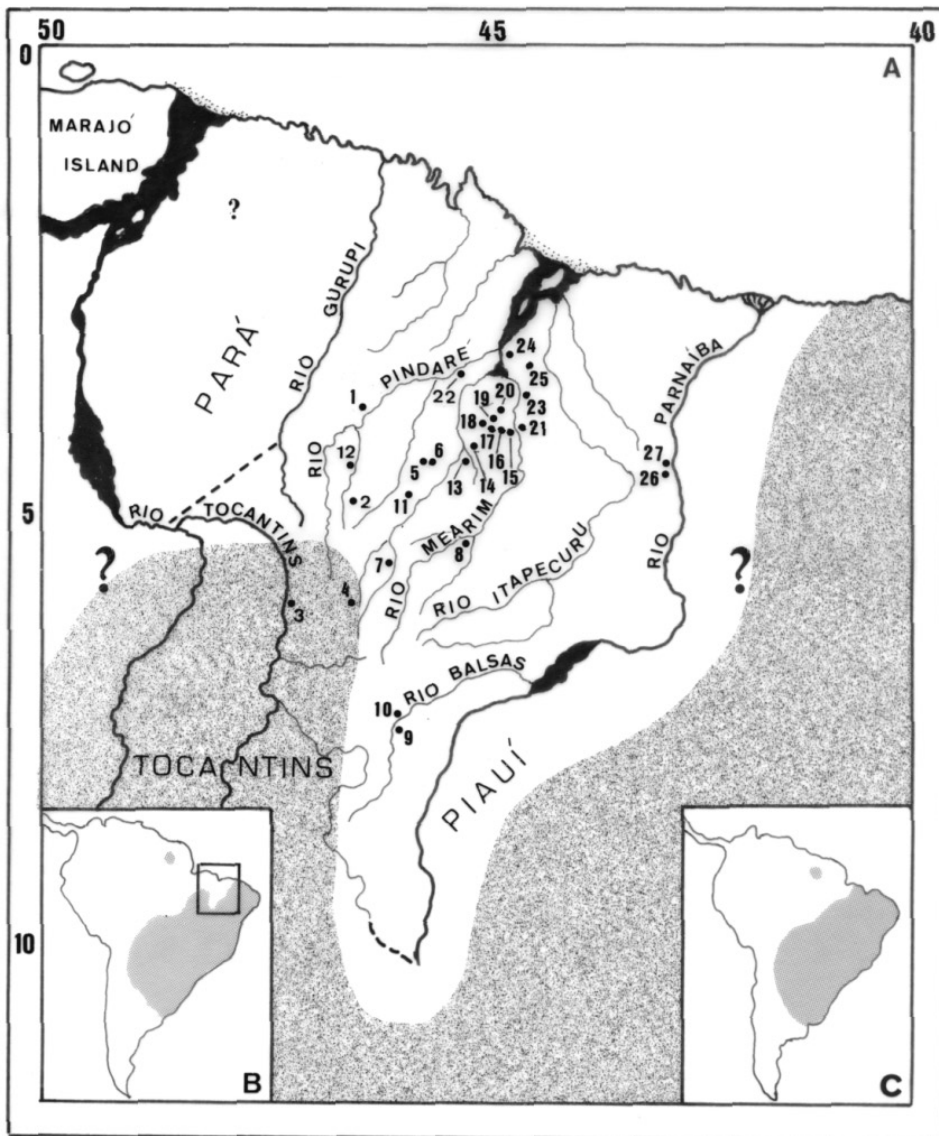 50 45 40
0
A
MARAJÓ
ISLAND
?
PARÁ
RIO GURUPI
RIO PINDARÉ
RIO PARNAÍBA
24
25
1
22
20
19
23
18
21
17
16
15
12
5 6
13
14
27
26
2
11
5
RIO TOCANTINS
?
?
RIO MEARIM
8
7
4
3
RIO ITAPECURU
RIO BALSAS
10
9
TOCANTINS
PIAUÍ
10
B
C